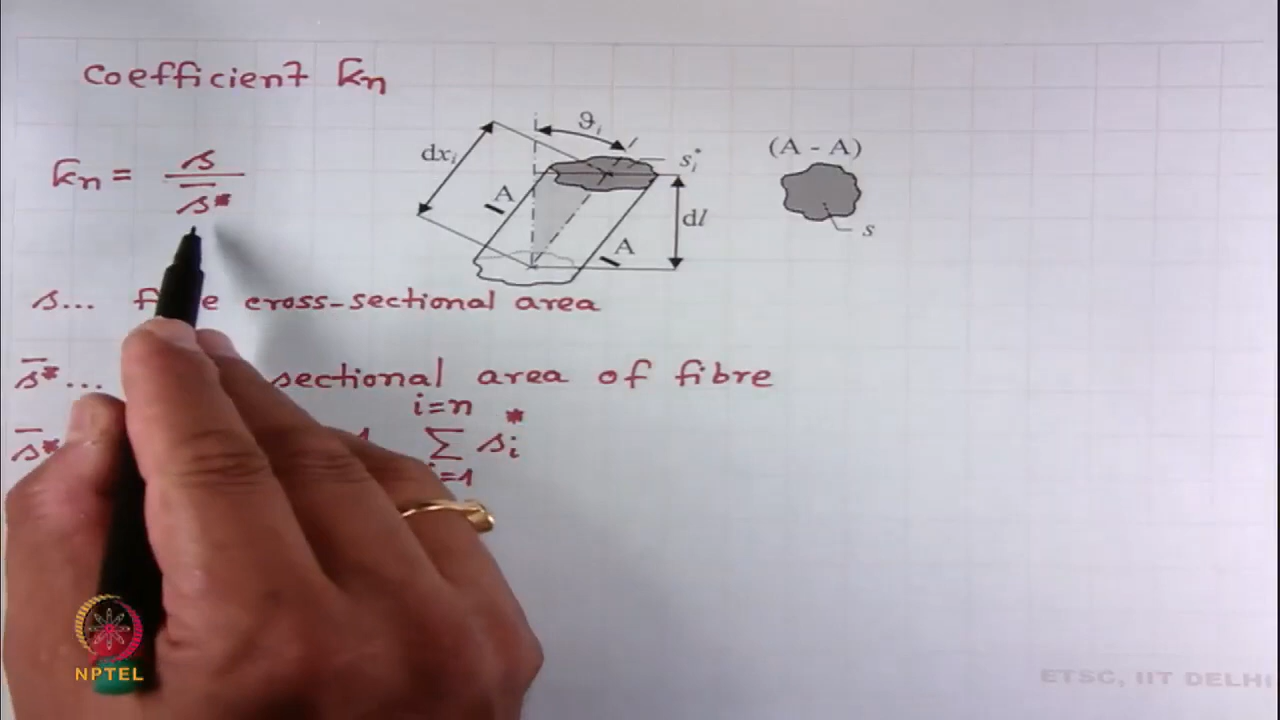 coefficient kn
kn = s / s̄*
dxi
ϑi
si*
A
A
dl
(A - A)
s
s... cross-sectional area
s̄*... sectional area of fibre
s̄* i=n
Σ si*
NPTEL
ETSC, IIT DELHI